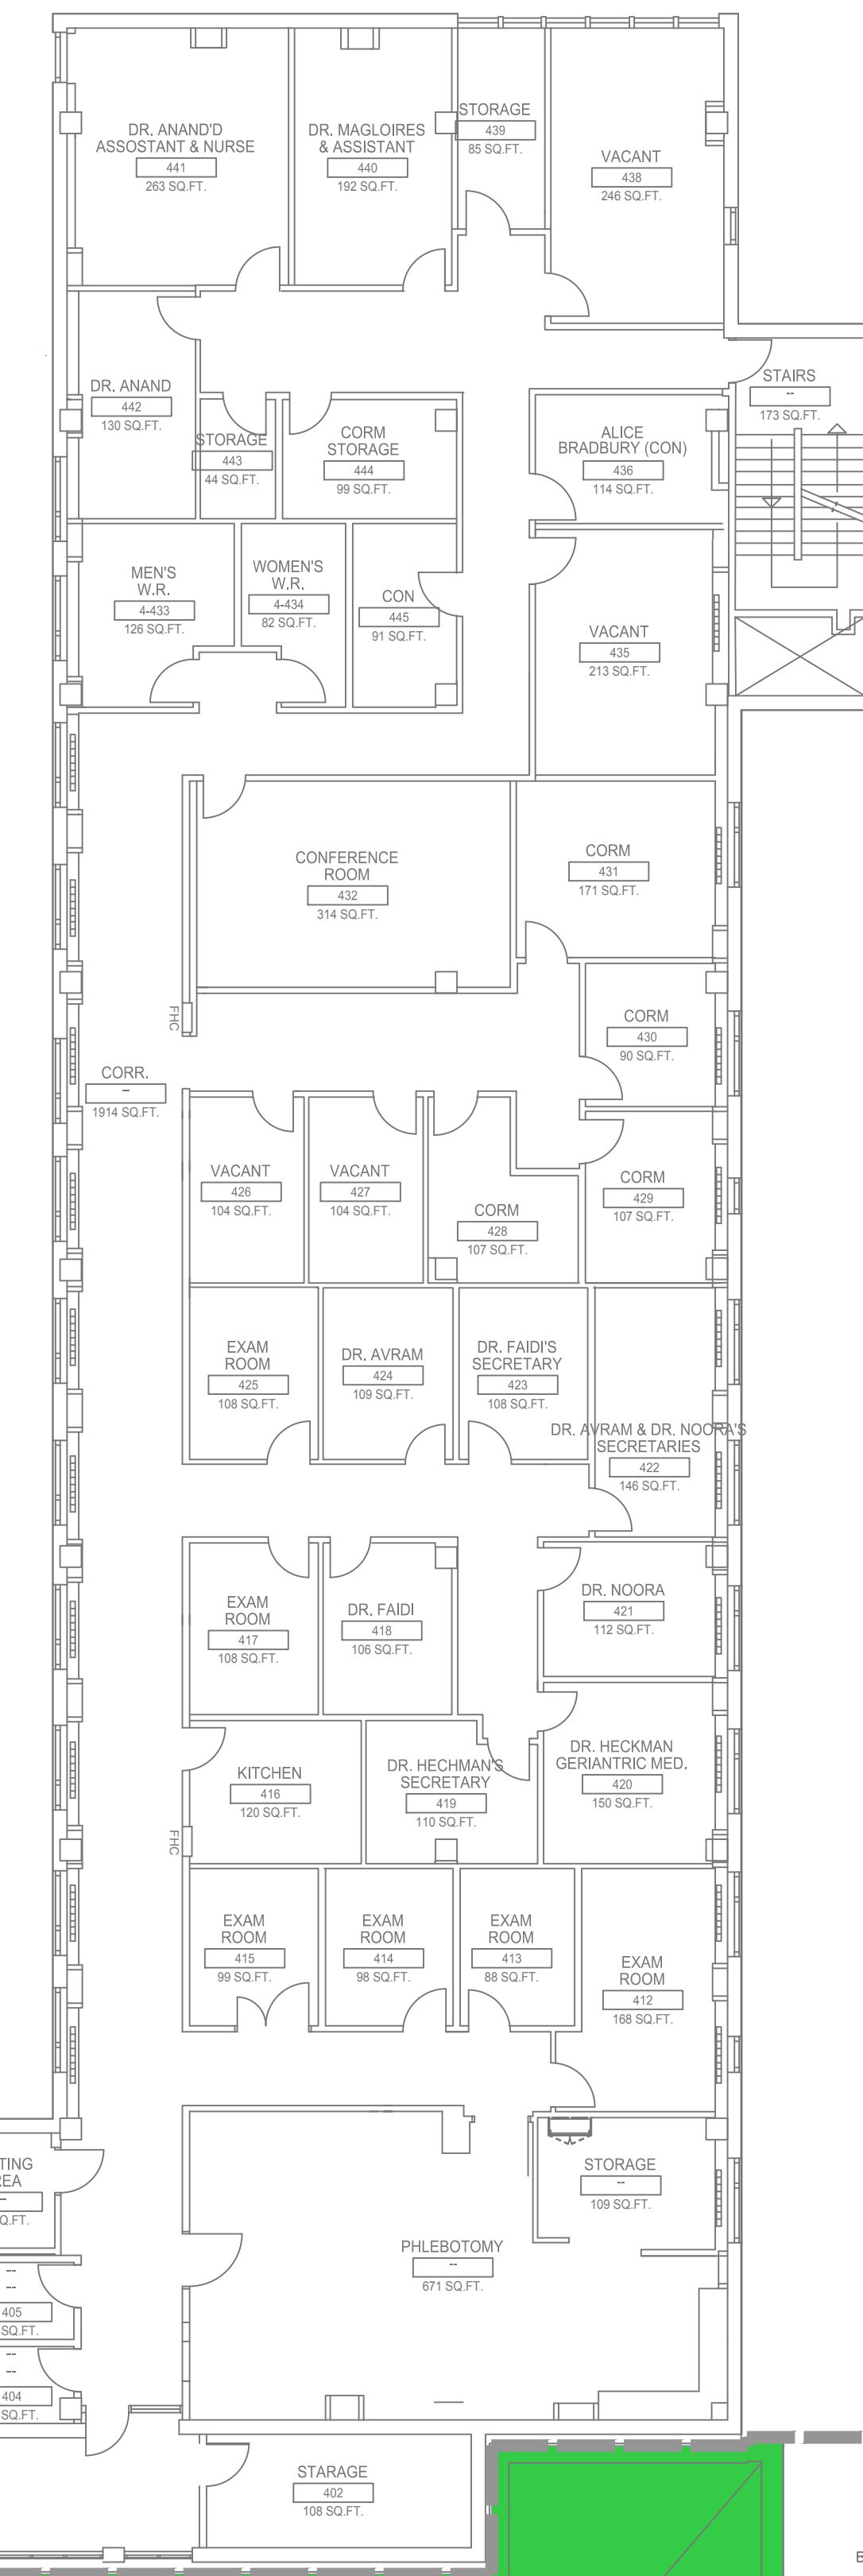 DR. ANAND'D
ASSOSTANT & NURSE
441
263 SQ.FT.
DR. MAGLOIRES
& ASSISTANT
440
192 SQ.FT.
STORAGE
439
85 SQ.FT.
VACANT
438
246 SQ.FT.
DR. ANAND
442
130 SQ.FT.
STORAGE
443
44 SQ.FT.
CORM
STORAGE
444
99 SQ.FT.
ALICE
BRADBURY (CON)
436
114 SQ.FT.
STAIRS
--
173 SQ.FT.
MEN'S
W.R.
4-433
126 SQ.FT.
WOMEN'S
W.R.
4-434
82 SQ.FT.
CON
445
91 SQ.FT.
VACANT
435
213 SQ.FT.
CONFERENCE
ROOM
432
314 SQ.FT.
CORM
431
171 SQ.FT.
FHC
CORM
430
90 SQ.FT.
CORR.
--
1914 SQ.FT.
VACANT
426
104 SQ.FT.
VACANT
427
104 SQ.FT.
CORM
428
107 SQ.FT.
CORM
429
107 SQ.FT.
EXAM
ROOM
425
108 SQ.FT.
DR. AVRAM
424
109 SQ.FT.
DR. FAIDI'S
SECRETARY
423
108 SQ.FT.
DR. AVRAM & DR. NOORA'S
SECRETARIES
422
146 SQ.FT.
EXAM
ROOM
417
108 SQ.FT.
DR. FAIDI
418
106 SQ.FT.
DR. NOORA
421
112 SQ.FT.
KITCHEN
416
120 SQ.FT.
DR. HECHMAN'S
SECRETARY
419
110 SQ.FT.
DR. HECKMAN
GERIANTRIC MED.
420
150 SQ.FT.
FHC
EXAM
ROOM
415
99 SQ.FT.
EXAM
ROOM
414
98 SQ.FT.
EXAM
ROOM
413
88 SQ.FT.
EXAM
ROOM
412
168 SQ.FT.
TING
EA
Q.FT.
STORAGE
--
109 SQ.FT.
PHLEBOTOMY
--
671 SQ.FT.
--
--
405
SQ.FT.
--
--
404
SQ.FT.
STARAGE
402
108 SQ.FT.